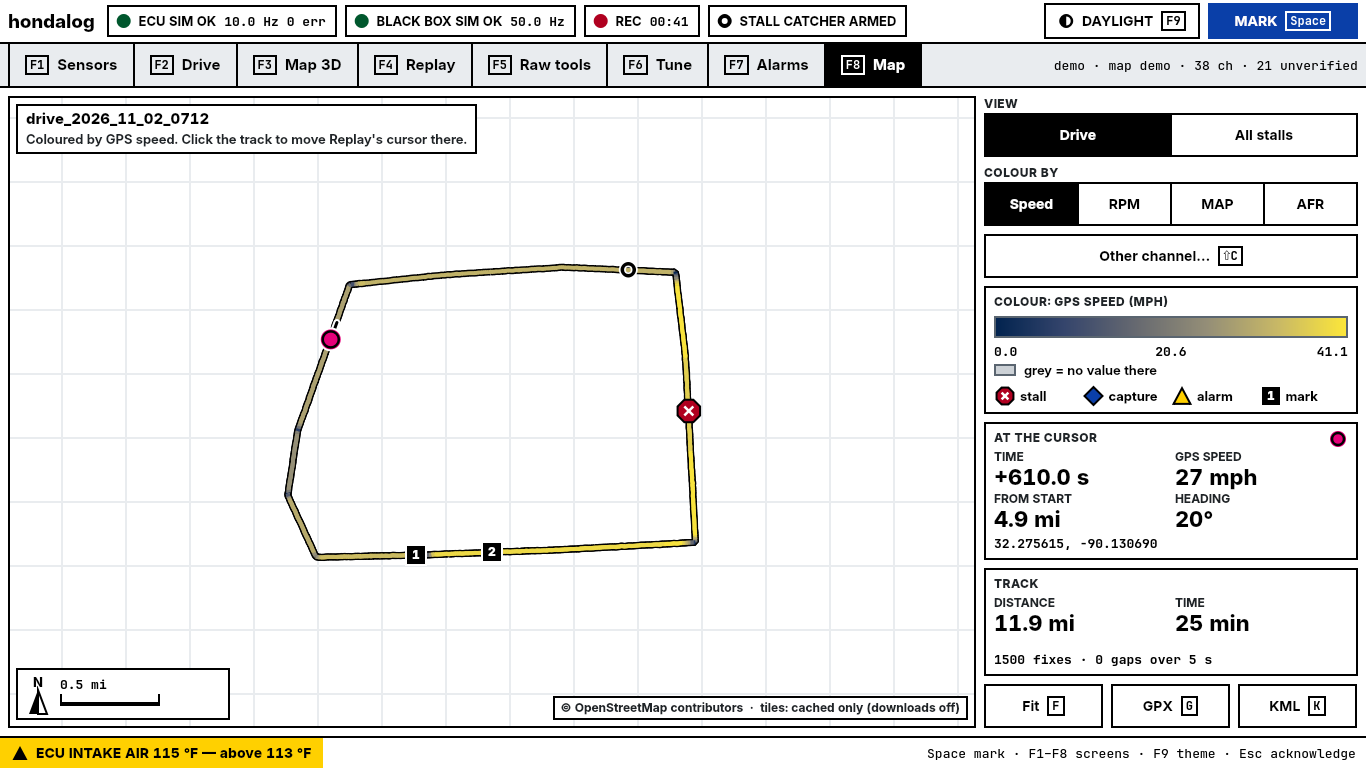 hondalog
ECU SIM OK 10.0 Hz 0 err
BLACK BOX SIM OK 50.0 Hz
REC 00:41
STALL CATCHER ARMED
DAYLIGHT F9
MARK Space
F1 Sensors
F2 Drive
F3 Map 3D
F4 Replay
F5 Raw tools
F6 Tune
F7 Alarms
F8 Map
demo · map demo · 38 ch · 21 unverified
drive_2026_11_02_0712
Coloured by GPS speed. Click the track to move Replay's cursor there.
1
2
N
0.5 mi
© OpenStreetMap contributors · tiles: cached only (downloads off)
VIEW
Drive
All stalls
COLOUR BY
Speed
RPM
MAP
AFR
Other channel... ⇧C
COLOUR: GPS SPEED (MPH)
0.0 20.6 41.1
grey = no value there
stall
capture
alarm
1 mark
AT THE CURSOR
TIME GPS SPEED
+610.0 s 27 mph
FROM START HEADING
4.9 mi 20°
32.275615, -90.130690
TRACK
DISTANCE TIME
11.9 mi 25 min
1500 fixes · 0 gaps over 5 s
Fit F
GPX G
KML K
ECU INTAKE AIR 115 °F — above 113 °F
Space mark · F1–F8 screens · F9 theme · Esc acknowledge